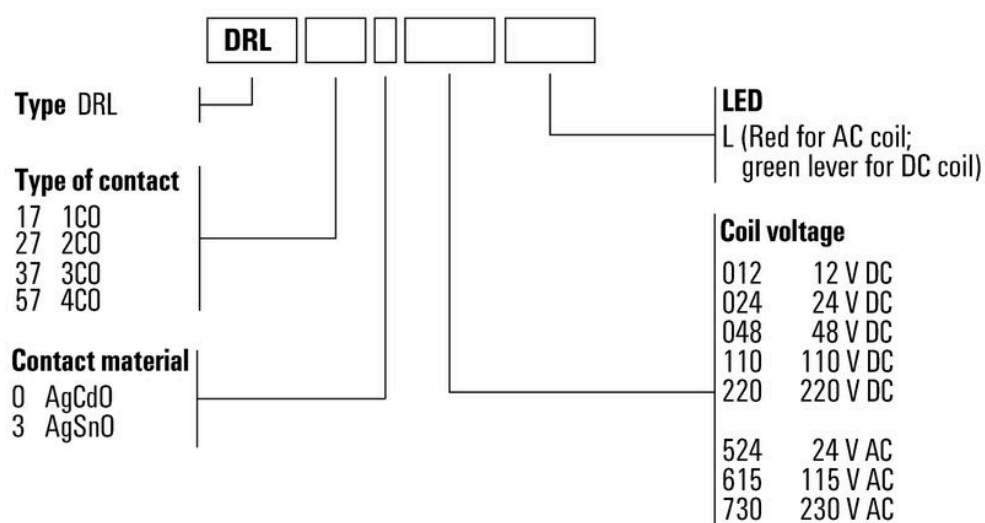 DRL
Type DRL
Type of contact
17 1CO
27 2CO
37 3CO
57 4CO
Contact material
0 AgCdO
3 AgSnO
LED
L (Red for AC coil;
green lever for DC coil)
Coil voltage
012 12 V DC
024 24 V DC
048 48 V DC
110 110 V DC
220 220 V DC
524 24 V AC
615 115 V AC
730 230 V AC